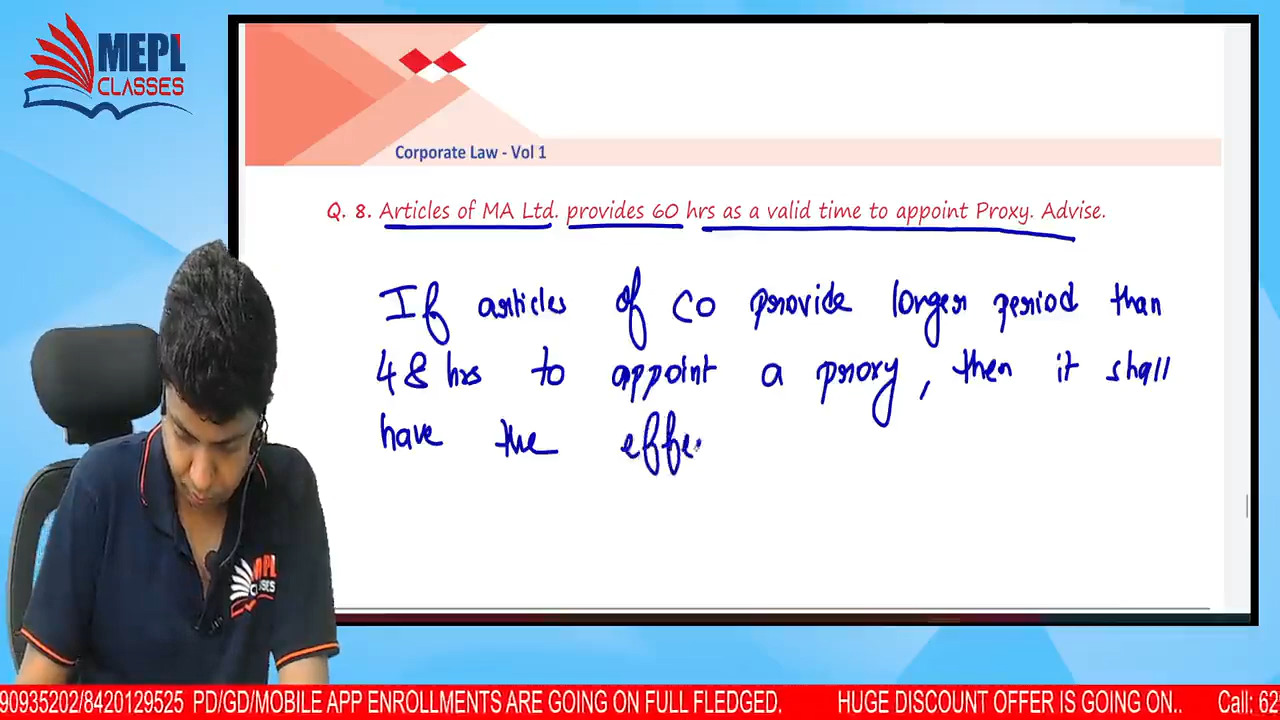 MEPL
CLASSES
Corporate Law - Vol 1
Q. 8. Articles of MA Ltd. provides 60 hrs as a valid time to appoint Proxy. Advise.
If articles of CO provide longer period than
48 hrs to appoint a proxy, then it shall
have the effe
MEPL
CLASSES
90935202/8420129525 PD/GD/MOBILE APP ENROLLMENTS ARE GOING ON FULL FLEDGED. HUGE DISCOUNT OFFER IS GOING ON.. Call: 62